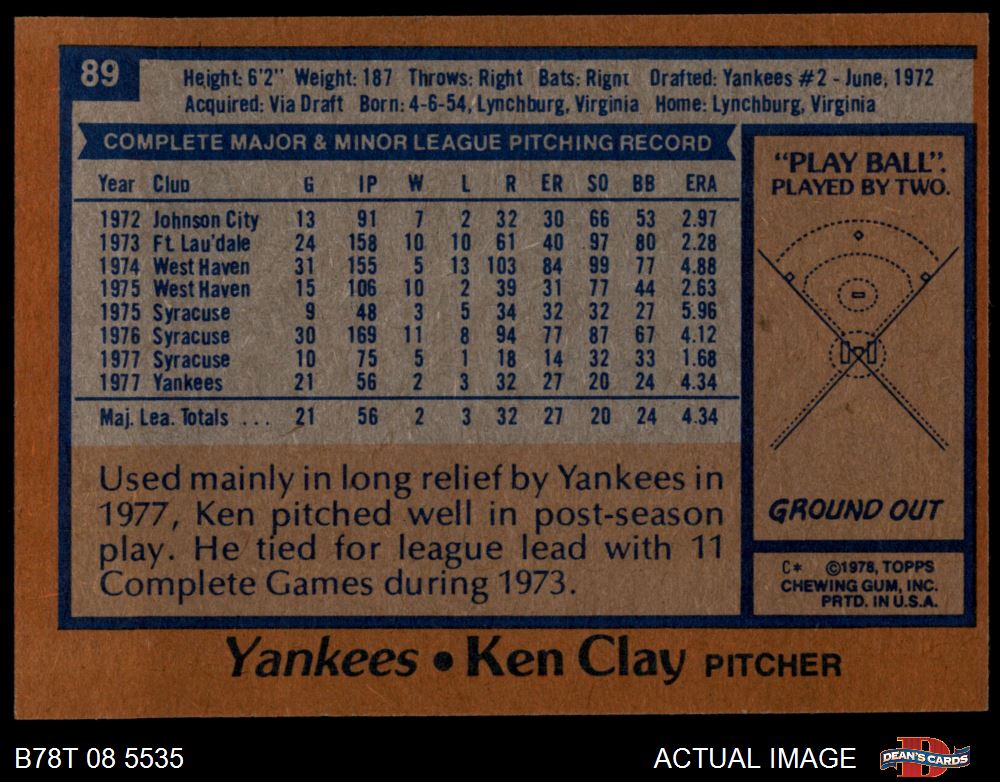 89
Height: 6'2" Weight: 187 Throws: Right Bats: Right Drafted: Yankees #2 - June, 1972
Acquired: Via Draft Born: 4-6-54, Lynchburg, Virginia Home: Lynchburg, Virginia
COMPLETE MAJOR & MINOR LEAGUE PITCHING RECORD
Year Club G IP W L R ER SO BB ERA
1972 Johnson City 13 91 7 2 32 30 66 53 2.97
1973 Ft. Lau'dale 24 158 10 10 61 40 97 80 2.28
1974 West Haven 31 155 5 13 103 84 99 77 4.88
1975 West Haven 15 106 10 2 39 31 77 44 2.63
1975 Syracuse 9 48 3 5 34 32 32 27 5.96
1976 Syracuse 30 169 11 8 94 77 87 67 4.12
1977 Syracuse 10 75 5 1 18 14 32 33 1.68
1977 Yankees 21 56 2 3 32 27 20 24 4.34
Maj. Lea. Totals ... 21 56 2 3 32 27 20 24 4.34
Used mainly in long relief by Yankees in
1977, Ken pitched well in post-season
play. He tied for league lead with 11
Complete Games during 1973.
"PLAY BALL".
PLAYED BY TWO.
GROUND OUT
C* ©1978, TOPPS
CHEWING GUM, INC.
PRTD. IN U.S.A.
Yankees • Ken Clay PITCHER
B78T 08 5535
ACTUAL IMAGE
DEAN'S CARDS